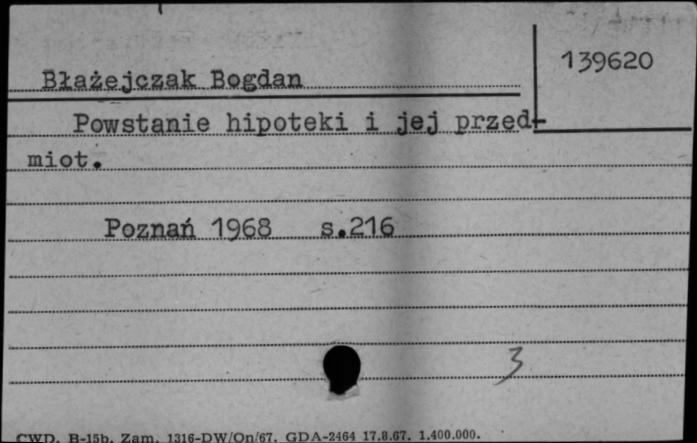 139620
Błażejczak Bogdan
Powstanie hipoteki i jej przed-
miot.
Poznań 1968 s.216
3
CWD. B-15b. Zam. 1316-DW/On/67. GDA-2464 17.8.67. 1.400.000.